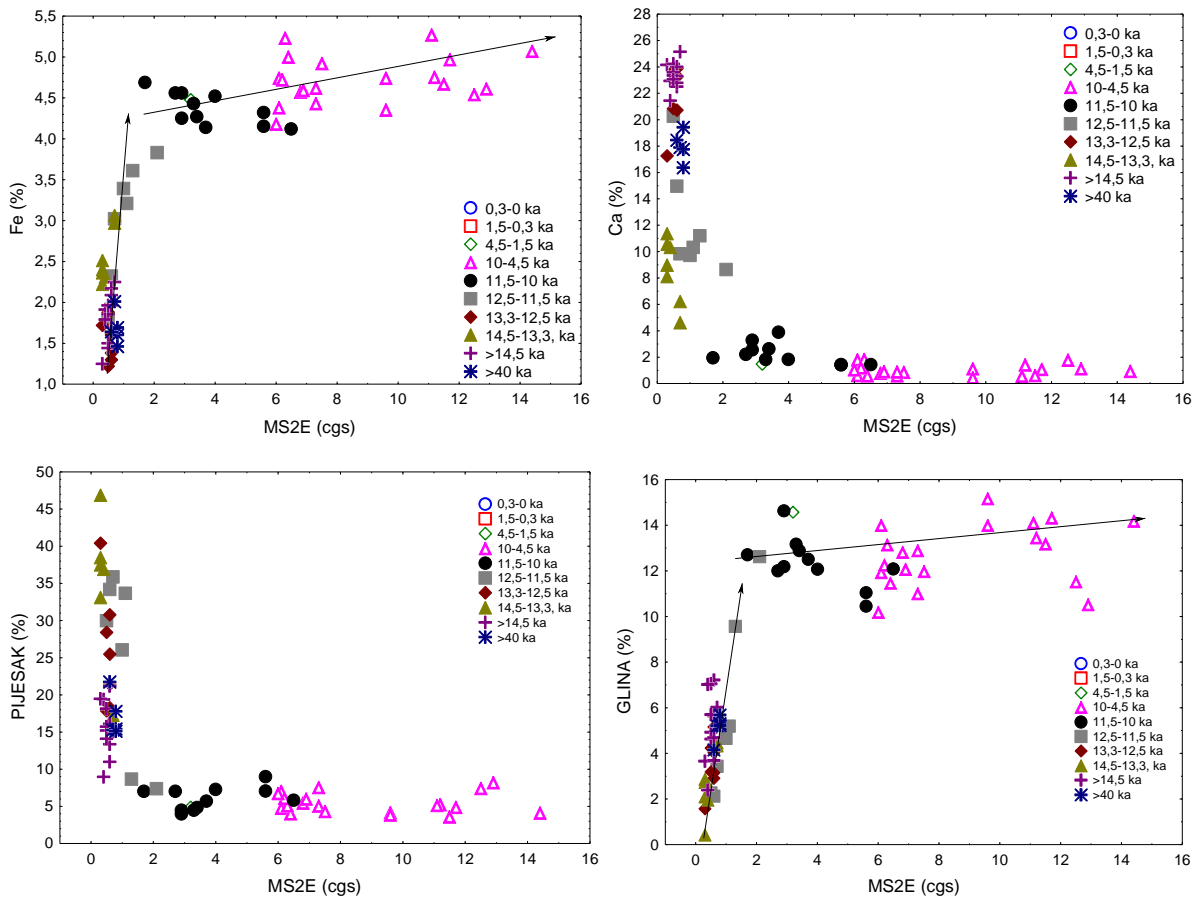 5,5
5,0
4,5
4,0
3,5
3,0
2,5
2,0
1,5
1,0
Fe (%)
0 2 4 6 8 10 12 14 16
MS2E (cgs)
0,3-0 ka
1,5-0,3 ka
4,5-1,5 ka
10-4,5 ka
11,5-10 ka
12,5-11,5 ka
13,3-12,5 ka
14,5-13,3, ka
>14,5 ka
>40 ka
28
26
24
22
20
18
16
14
12
10
8
6
4
2
0
Ca (%)
0 2 4 6 8 10 12 14 16
MS2E (cgs)
0,3-0 ka
1,5-0,3 ka
4,5-1,5 ka
10-4,5 ka
11,5-10 ka
12,5-11,5 ka
13,3-12,5 ka
14,5-13,3, ka
>14,5 ka
>40 ka
50
45
40
35
30
25
20
15
10
5
0
PIJESAK (%)
0 2 4 6 8 10 12 14 16
MS2E (cgs)
0,3-0 ka
1,5-0,3 ka
4,5-1,5 ka
10-4,5 ka
11,5-10 ka
12,5-11,5 ka
13,3-12,5 ka
14,5-13,3, ka
>14,5 ka
>40 ka
16
14
12
10
8
6
4
2
0
GLINA (%)
0 2 4 6 8 10 12 14 16
MS2E (cgs)
0,3-0 ka
1,5-0,3 ka
4,5-1,5 ka
10-4,5 ka
11,5-10 ka
12,5-11,5 ka
13,3-12,5 ka
14,5-13,3, ka
>14,5 ka
>40 ka